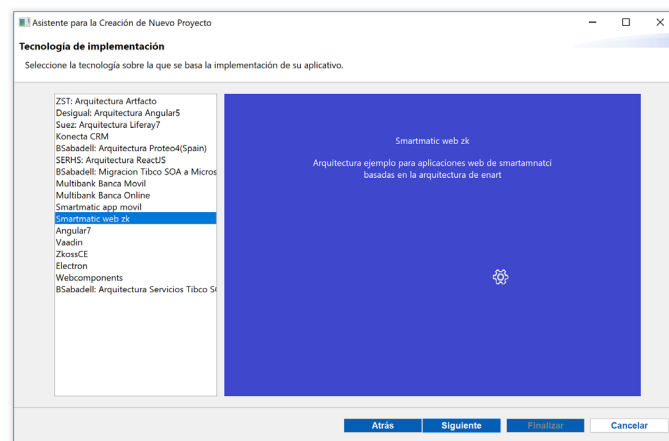 Asistente para la Creación de Nuevo Proyecto
Tecnología de implementación
Seleccione la tecnología sobre la que se basa la implementación de su aplicativo.
ZST: Arquitectura Artfacto
Desigual: Arquitectura Angular5
Suez: Arquitectura Liferay7
Konecta CRM
BSabadell: Arquitectura Proteo4(Spain)
SERHS: Arquitectura ReactJS
BSabadell: Migracion Tibco SOA a Micros
Multibank Banca Movil
Multibank Banca Online
Smartmatic app movil
Smartmatic web zk
Angular7
Vaadin
ZkossCE
Electron
Webcomponents
BSabadell: Arquitectura Servicios Tibco S
Smartmatic web zk
Arquitectura ejemplo para aplicaciones web de smartamnatci
basadas en la arquitectura de enart
Atrás Siguiente Finalizar Cancelar